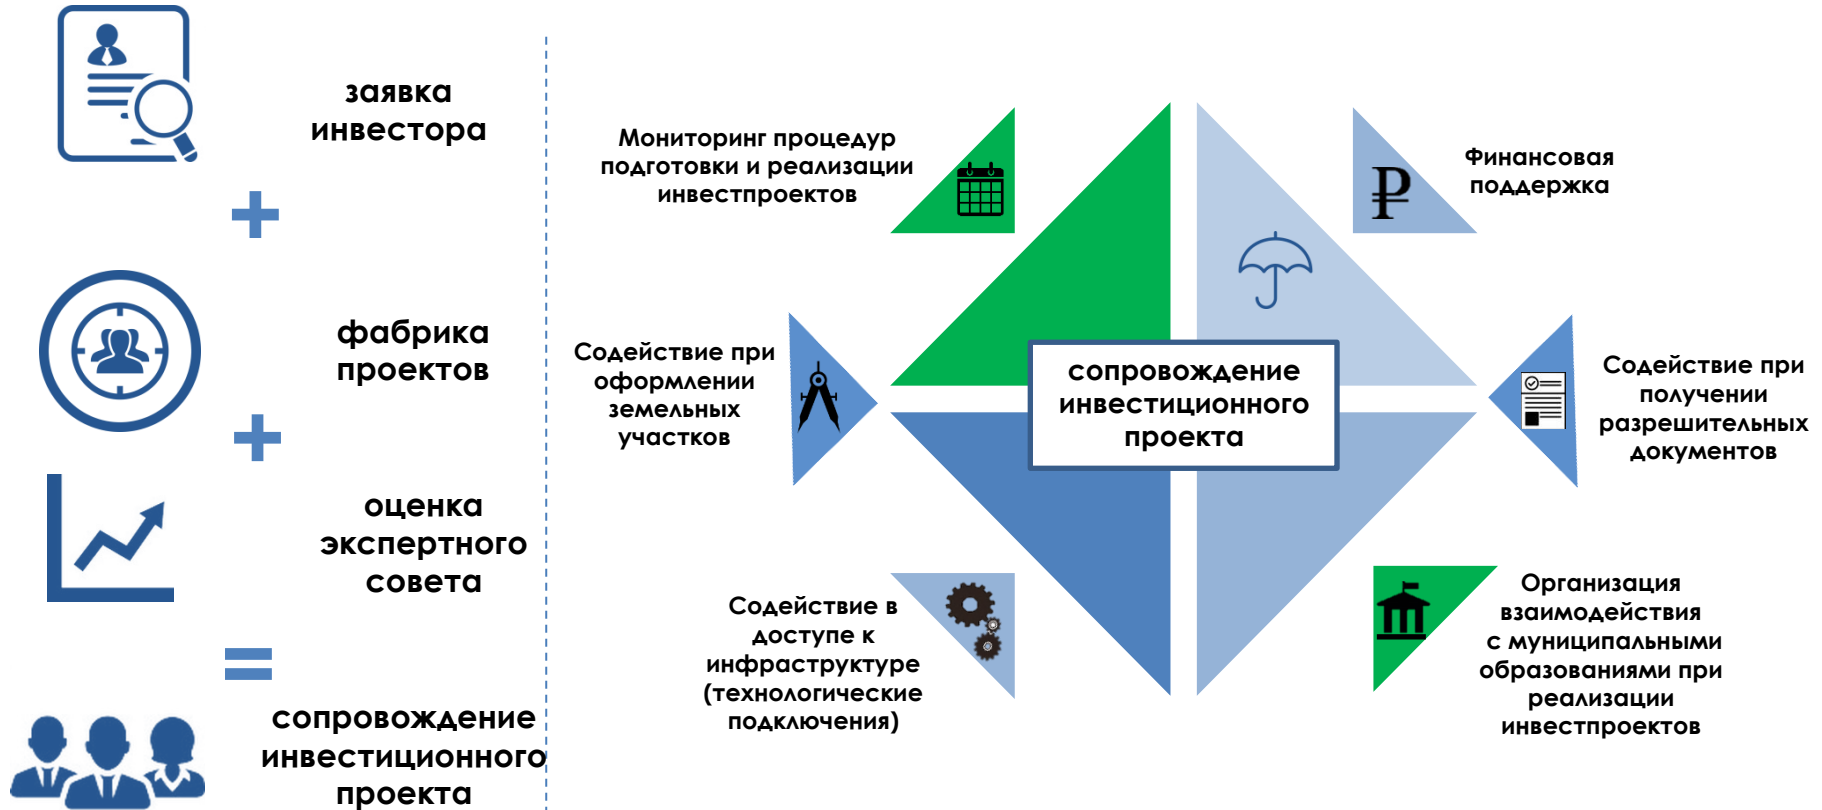 заявка
инвестора
фабрика
проектов
оценка
экспертного
совета
сопровождение
инвестиционного
проекта
Мониторинг процедур
подготовки и реализации
инвестпроектов
Финансовая
поддержка
Содействие при
оформлении
земельных
участков
сопровождение
инвестиционного
проекта
Содействие при
получении
разрешительных
документов
Содействие в
доступе к
инфраструктуре
(технологические
подключения)
Организация
взаимодействия
с муниципальными
образованиями при
реализации
инвестпроектов